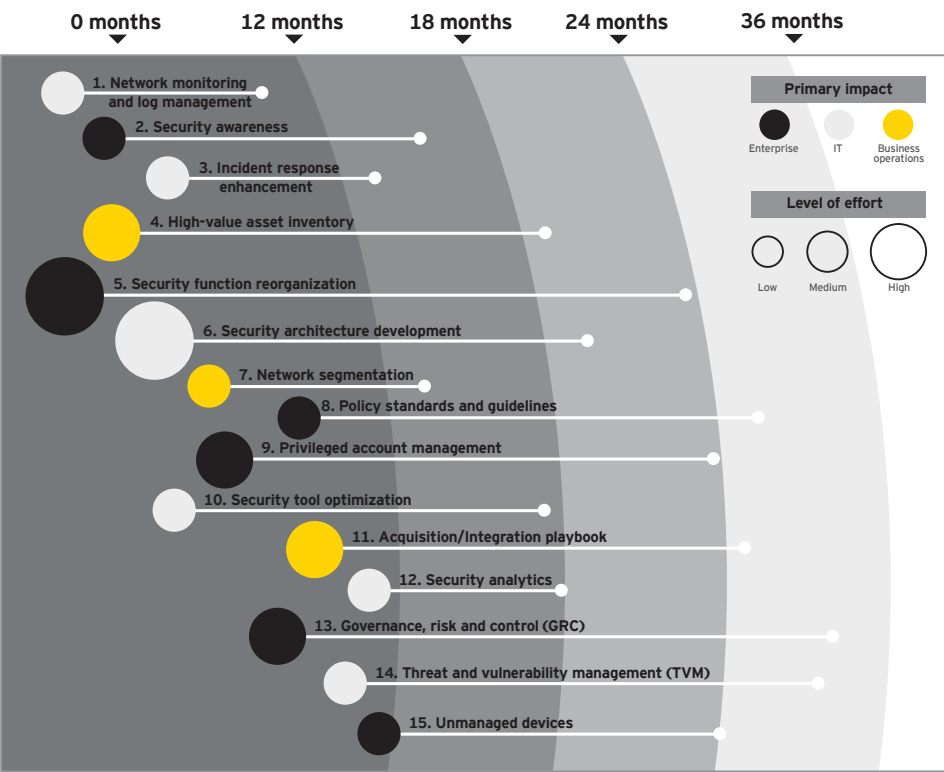 0 months 12 months 18 months 24 months 36 months
1. Network monitoring
and log management
2. Security awareness
3. Incident response
enhancement
4. High-value asset inventory
5. Security function reorganization
6. Security architecture development
7. Network segmentation
8. Policy standards and guidelines
9. Privileged account management
10. Security tool optimization
11. Acquisition/Integration playbook
12. Security analytics
13. Governance, risk and control (GRC)
14. Threat and vulnerability management (TVM)
15. Unmanaged devices
Primary impact
Enterprise IT Business
operations
Level of effort
Low Medium High